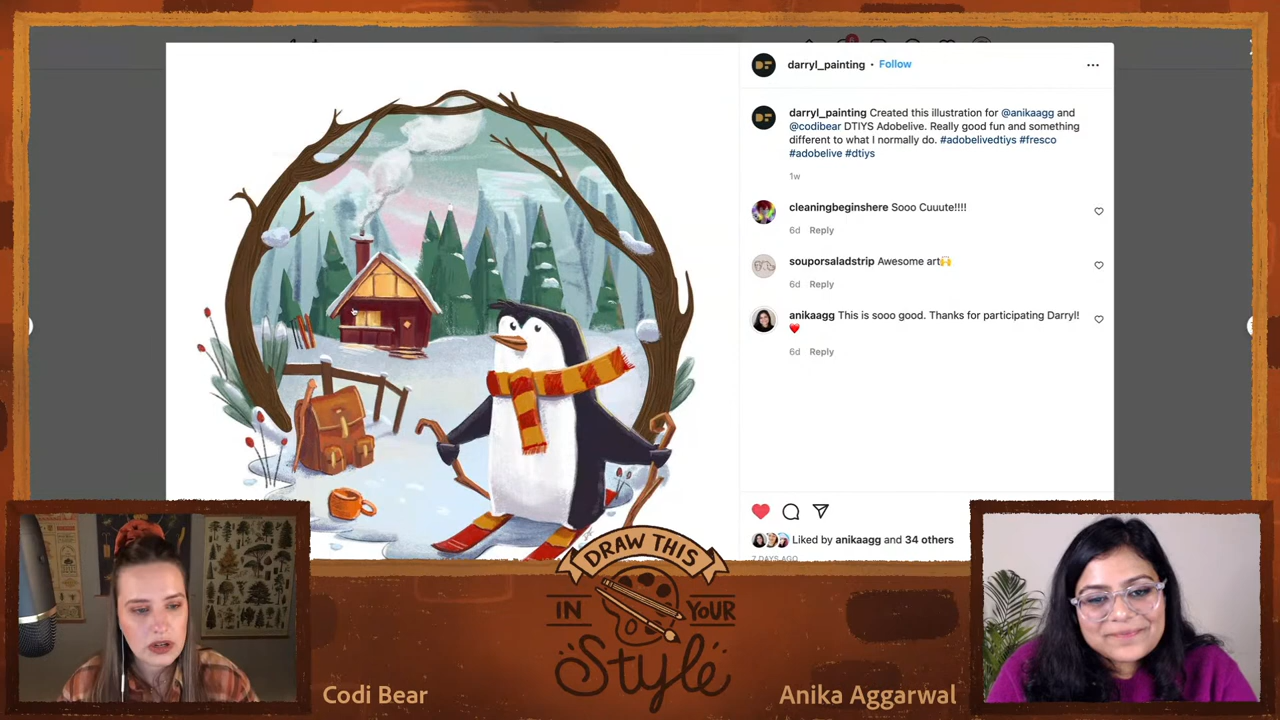 darryl_painting • Follow
darryl_painting Created this illustration for @anikaagg and
@codibear DTIYS Adobelive. Really good fun and something
different to what I normally do. #adobelivedtiys #fresco
#adobelive #dtiys
1w
cleaningbeginshere Sooo Cuuute!!!!
6d Reply
souporsaladstrip Awesome art🙌
6d Reply
anikaagg This is sooo good. Thanks for participating Darryl!
❤️
6d Reply
Liked by anikaagg and 34 others
7 DAYS AGO
DRAW THIS
IN YOUR
Style
Codi Bear
Anika Aggarwal